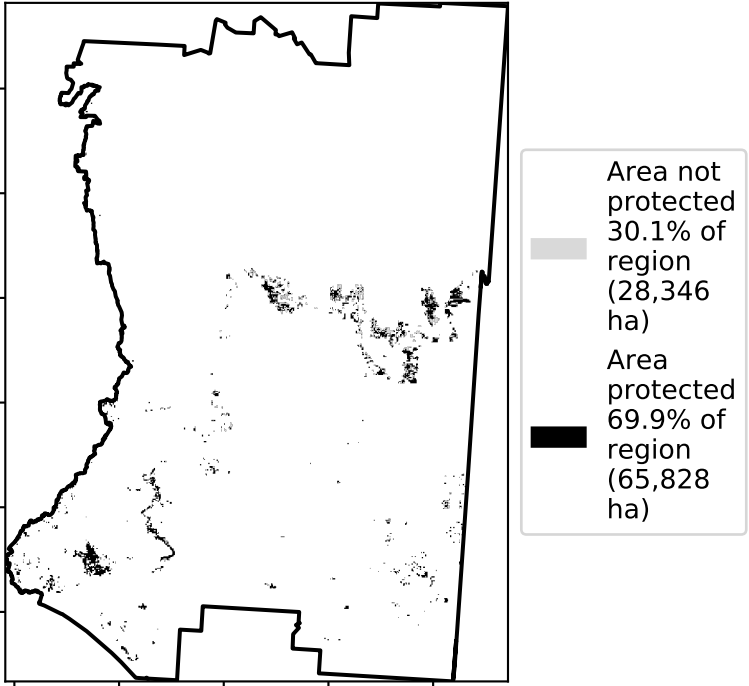 Area not
protected
30.1% of
region
(28,346
ha)
Area
protected
69.9% of
region
(65,828
ha)